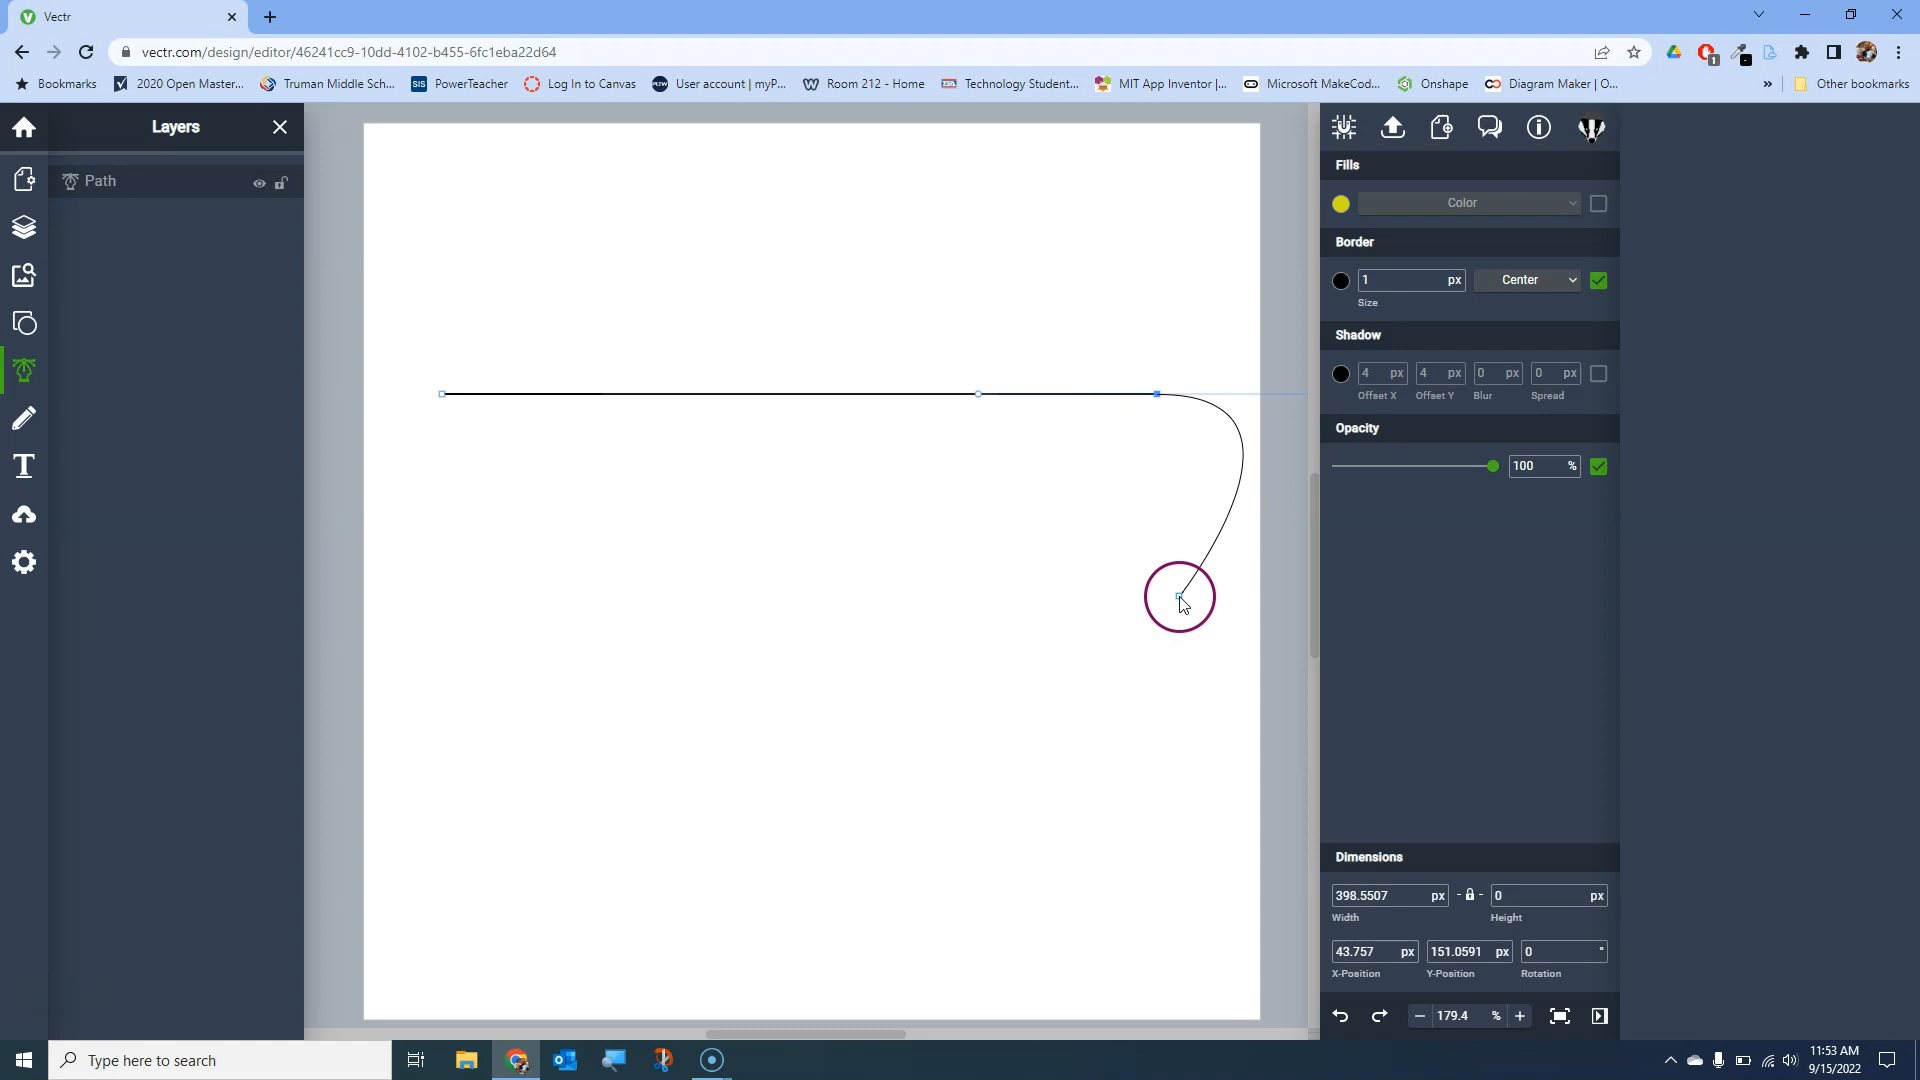 Vectr
vectr.com/design/editor/46241cc9-10dd-4102-b455-6fc1eba22d64
1
Bookmarks
2020 Open Master...
Truman Middle Sch...
SIS PowerTeacher
Log In to Canvas
PLTW User account | myP...
Room 212 - Home
Technology Student...
MIT App Inventor |...
Microsoft MakeCod...
Onshape
Diagram Maker | O...
»
Other bookmarks
Layers
Path
Fills
Color
Border
1 px Center
Size
Shadow
4 px 4 px 0 px 0 px
Offset X Offset Y Blur Spread
Opacity
100 %
Dimensions
398.5507 px 0 px
Width Height
43.757 px 151.0591 px 0 °
X-Position Y-Position Rotation
179.4 %
T
Type here to search
11:53 AM
9/15/2022